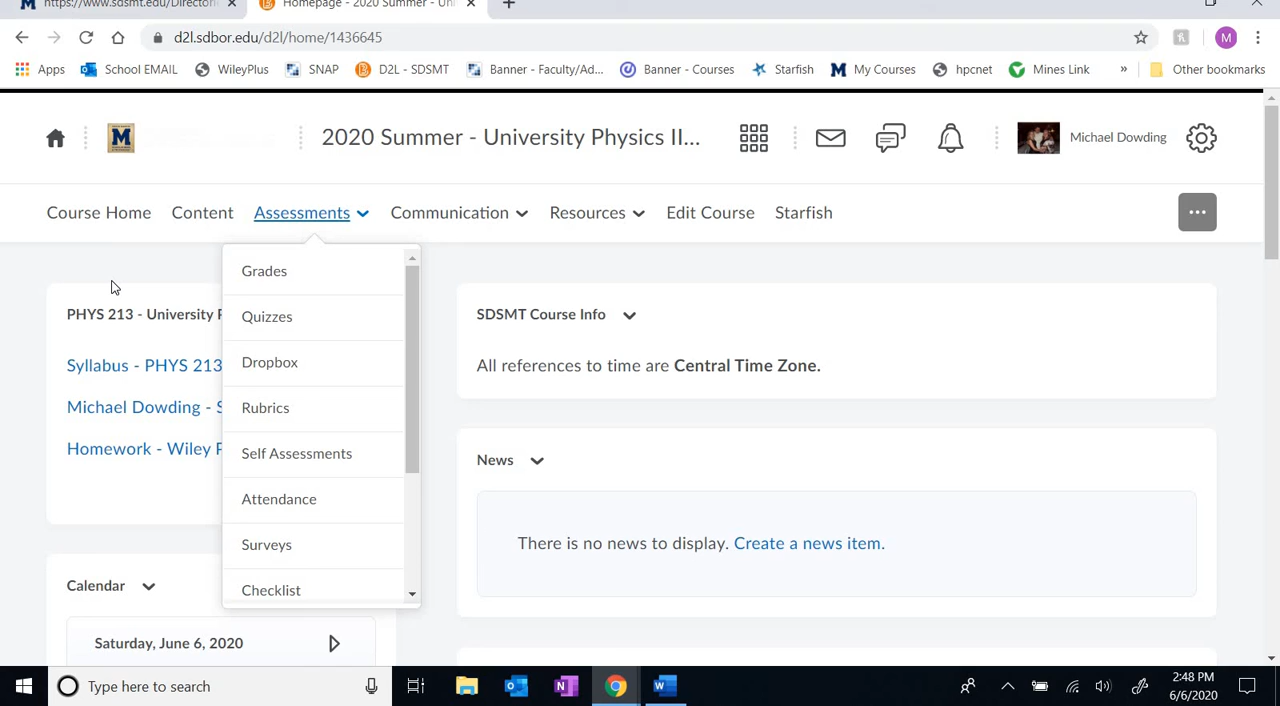 https://www.sdsmt.edu/Director
Homepage - 2020 Summer - Uni
d2l.sdbor.edu/d2l/home/1436645
M
Apps School EMAIL WileyPlus SNAP D2L - SDSMT Banner - Faculty/Ad... Banner - Courses Starfish My Courses hpcnet Mines Link » Other bookmarks
M 2020 Summer - University Physics II... Michael Dowding
Course Home Content Assessments Communication Resources Edit Course Starfish
Grades
Quizzes
Dropbox
Rubrics
Self Assessments
Attendance
Surveys
Checklist
PHYS 213 - University P
Syllabus - PHYS 213
Michael Dowding - S
Homework - Wiley P
Calendar
Saturday, June 6, 2020
SDSMT Course Info
All references to time are Central Time Zone.
News
There is no news to display. Create a news item.
Type here to search
2:48 PM
6/6/2020